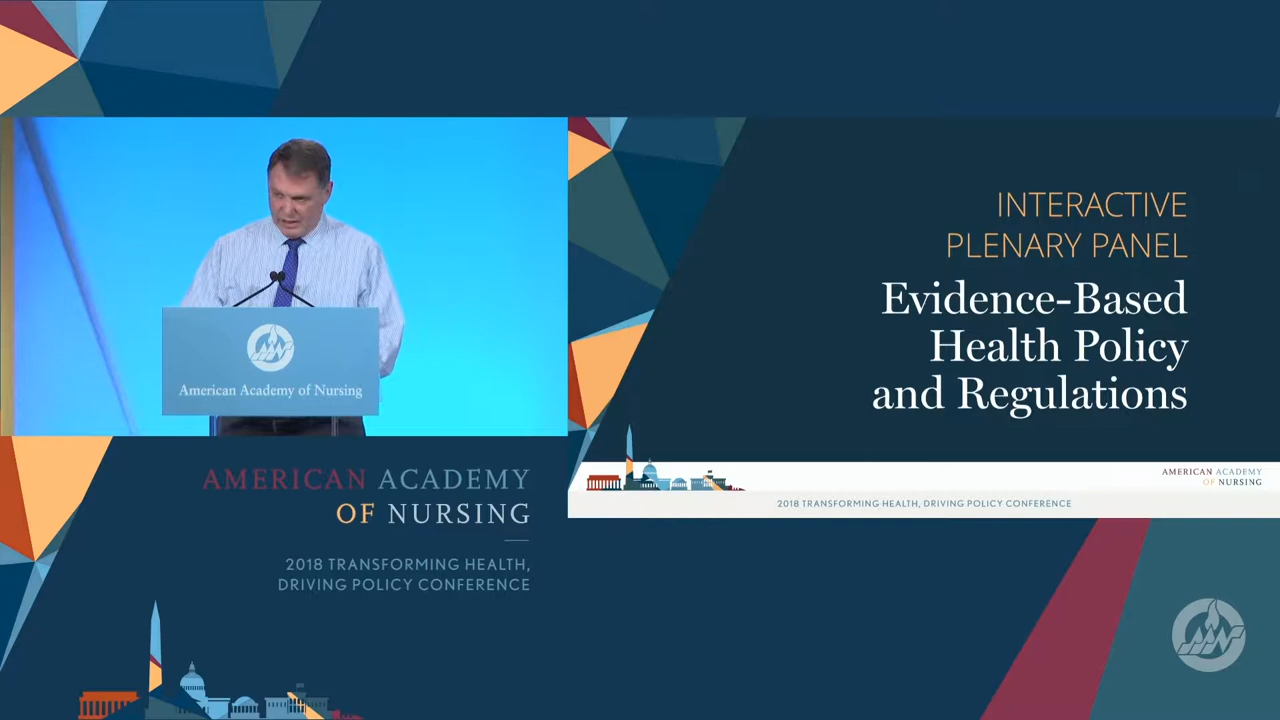 American Academy of Nursing
AMERICAN ACADEMY
OF NURSING
2018 TRANSFORMING HEALTH,
DRIVING POLICY CONFERENCE
INTERACTIVE
PLENARY PANEL
Evidence-Based
Health Policy
and Regulations
AMERICAN ACADEMY
OF NURSING
2018 TRANSFORMING HEALTH, DRIVING POLICY CONFERENCE